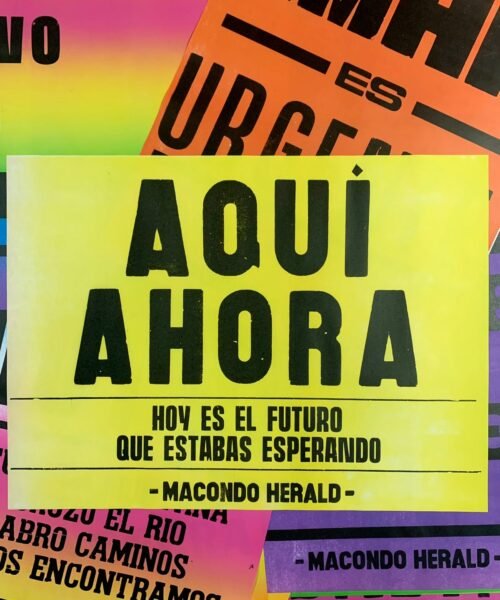 VO
ES
AQUÍ
AHORA
HOY ES EL FUTURO
QUE ESTABAS ESPERANDO
-MACONDO HERALD-
EL RIO
ABRO CAMINOS
ENCONTRAMOS
-MACONDO HERALD-